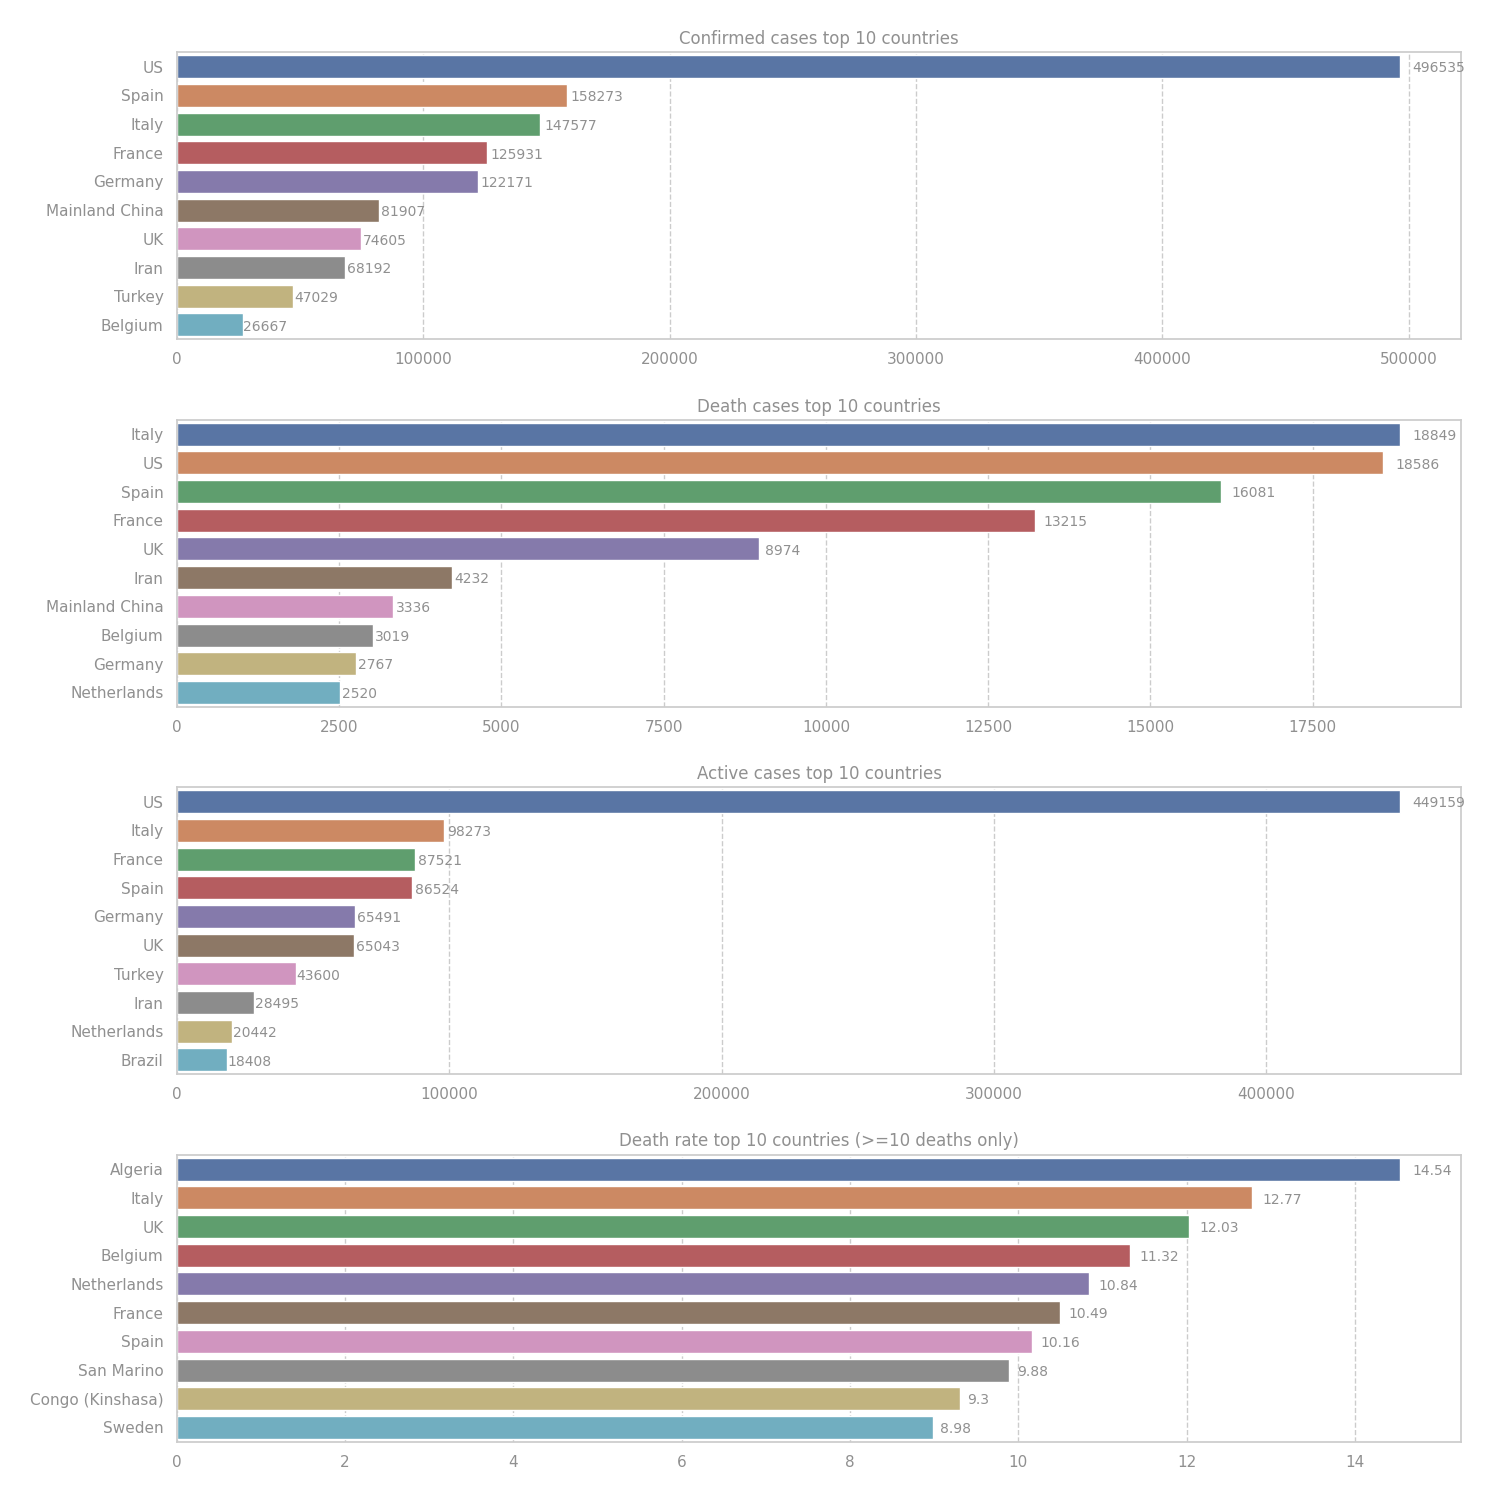 Confirmed cases top 10 countries
US 496535
Spain 158273
Italy 147577
France 125931
Germany 122171
Mainland China 81907
UK 74605
Iran 68192
Turkey 47029
Belgium 26667
0 100000 200000 300000 400000 500000
Death cases top 10 countries
Italy 18849
US 18586
Spain 16081
France 13215
UK 8974
Iran 4232
Mainland China 3336
Belgium 3019
Germany 2767
Netherlands 2520
0 2500 5000 7500 10000 12500 15000 17500
Active cases top 10 countries
US 449159
Italy 98273
France 87521
Spain 86524
Germany 65491
UK 65043
Turkey 43600
Iran 28495
Netherlands 20442
Brazil 18408
0 100000 200000 300000 400000
Death rate top 10 countries (>=10 deaths only)
Algeria 14.54
Italy 12.77
UK 12.03
Belgium 11.32
Netherlands 10.84
France 10.49
Spain 10.16
San Marino 9.88
Congo (Kinshasa) 9.3
Sweden 8.98
0 2 4 6 8 10 12 14